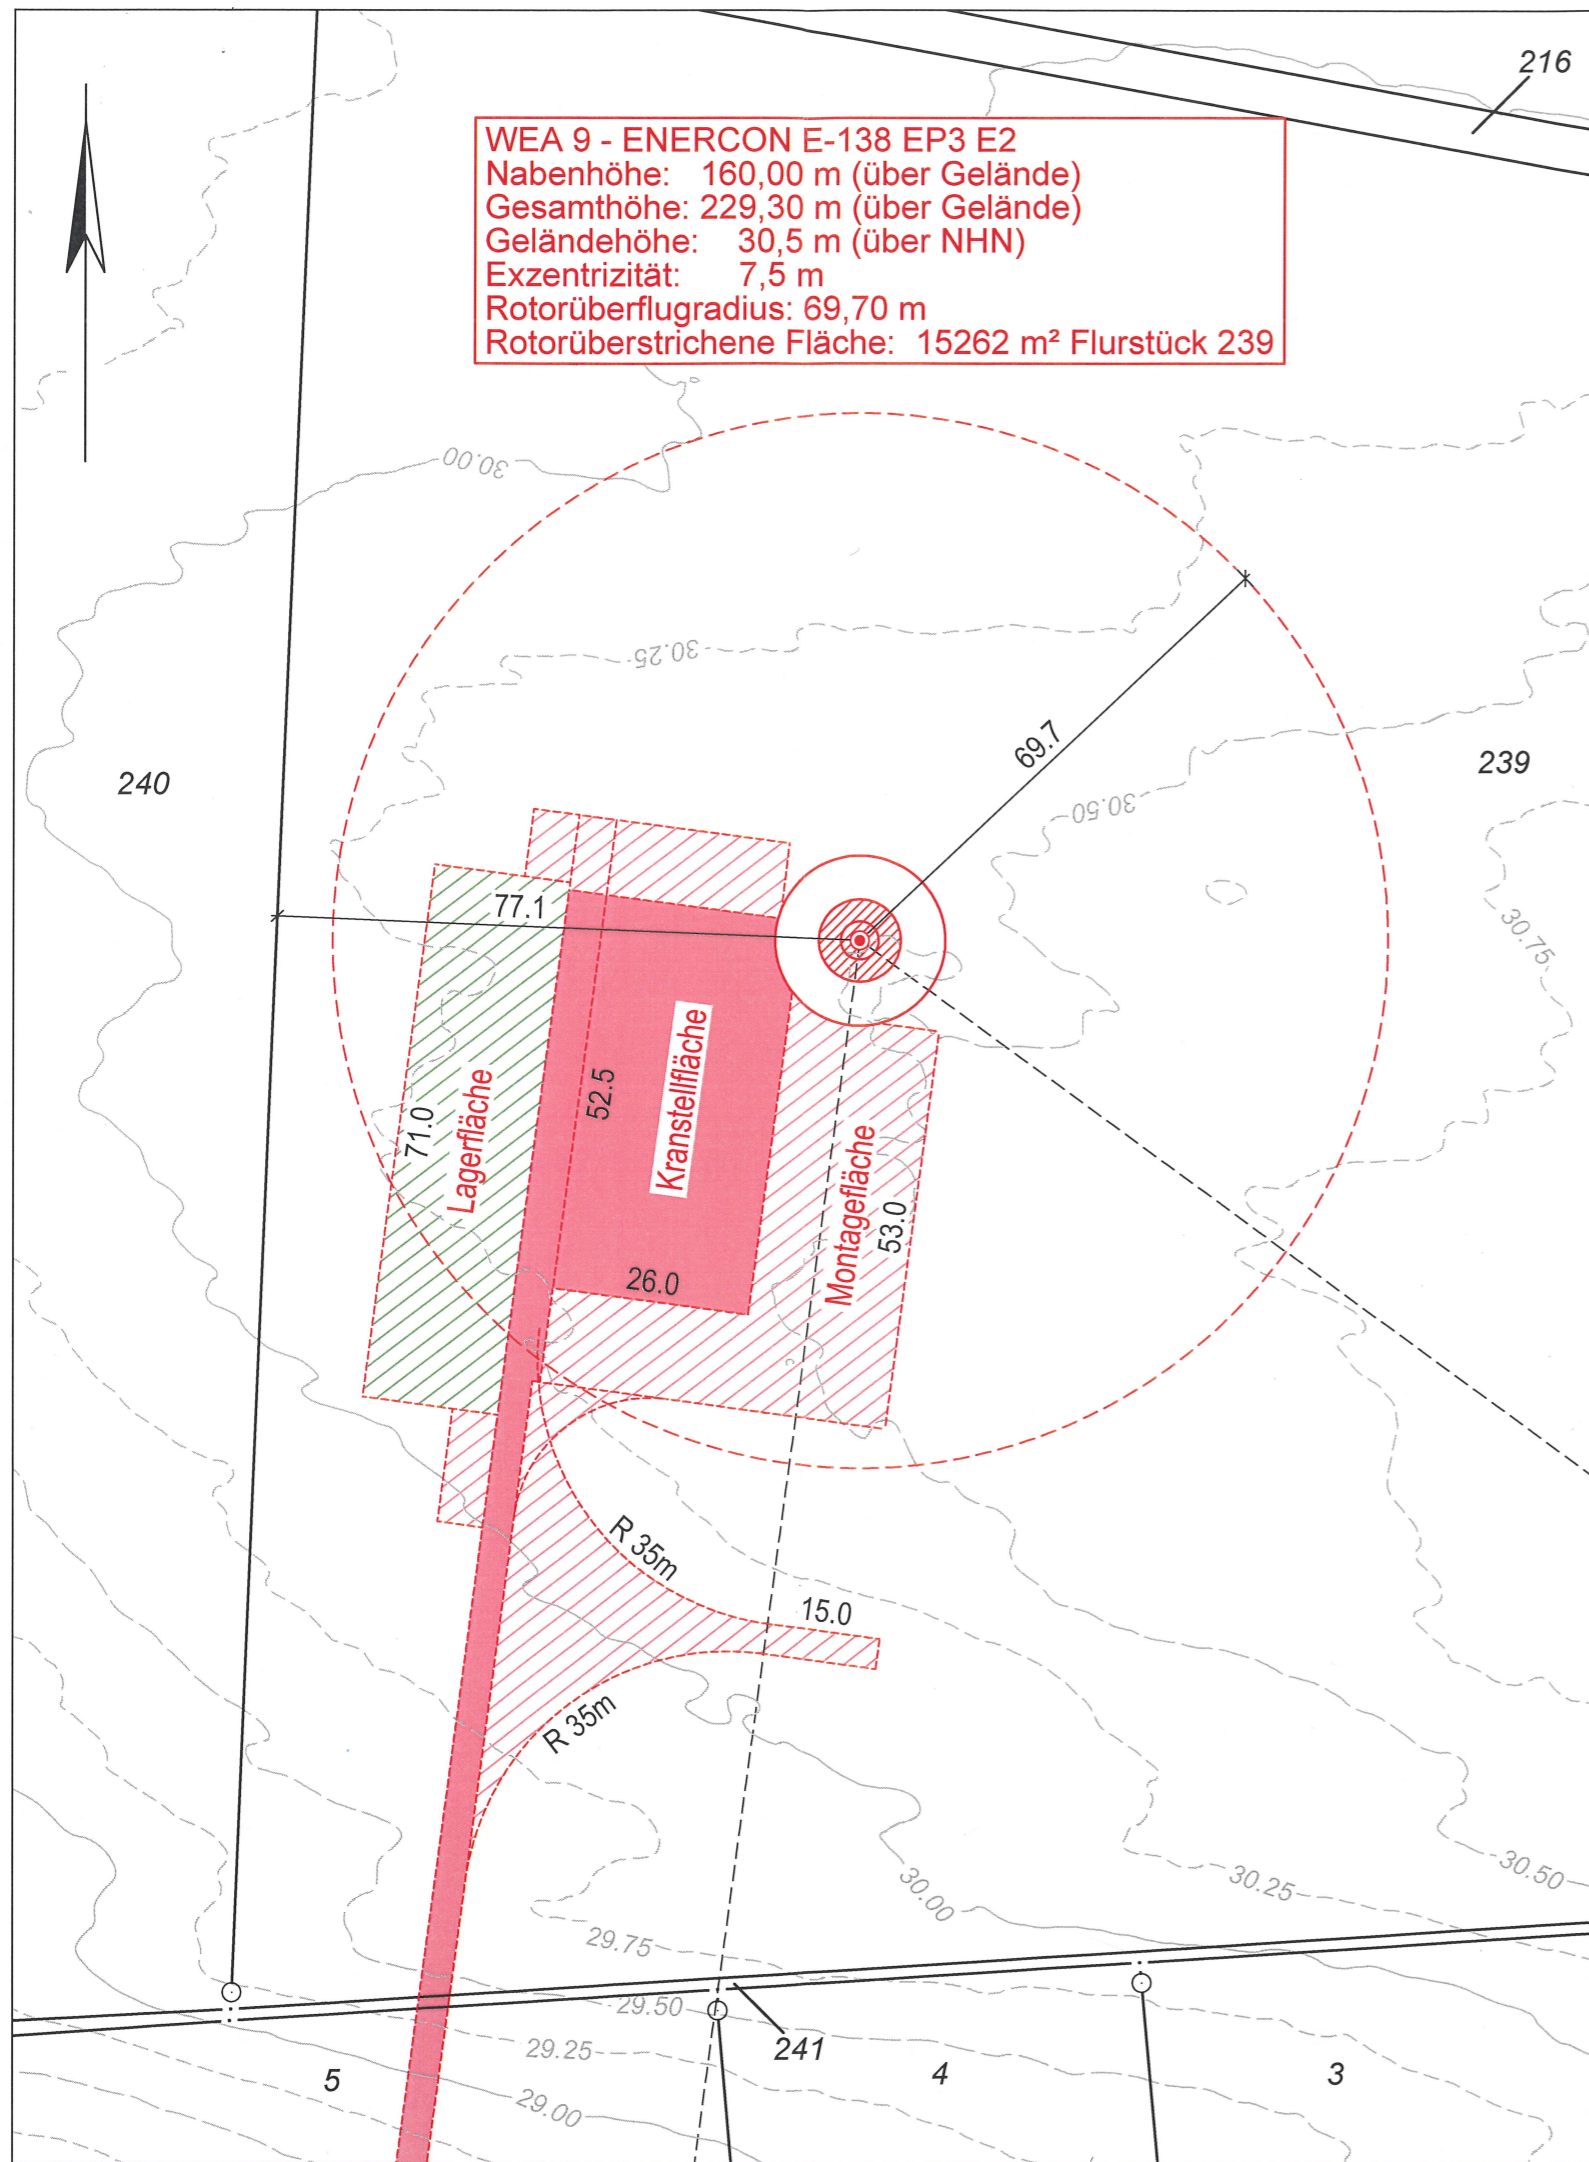 216
WEA 9 - ENERCON E-138 EP3 E2
Nabenhöhe: 160,00 m (über Gelände)
Gesamthöhe: 229,30 m (über Gelände)
Geländehöhe: 30,5 m (über NHN)
Exzentrizität: 7,5 m
Rotorüberflugradius: 69,70 m
Rotorüberstrichene Fläche: 15262 m² Flurstück 239
30.00
30.25
69.7
239
240
30.50
77.1
30.75
Kranstellfläche
52.5
Lagerfläche
71.0
Montagefläche
53.0
26.0
R 35m
15.0
R 35m
30.50
30.25
30.00
29.75
29.50
241
29.25
5
4
3
29.00